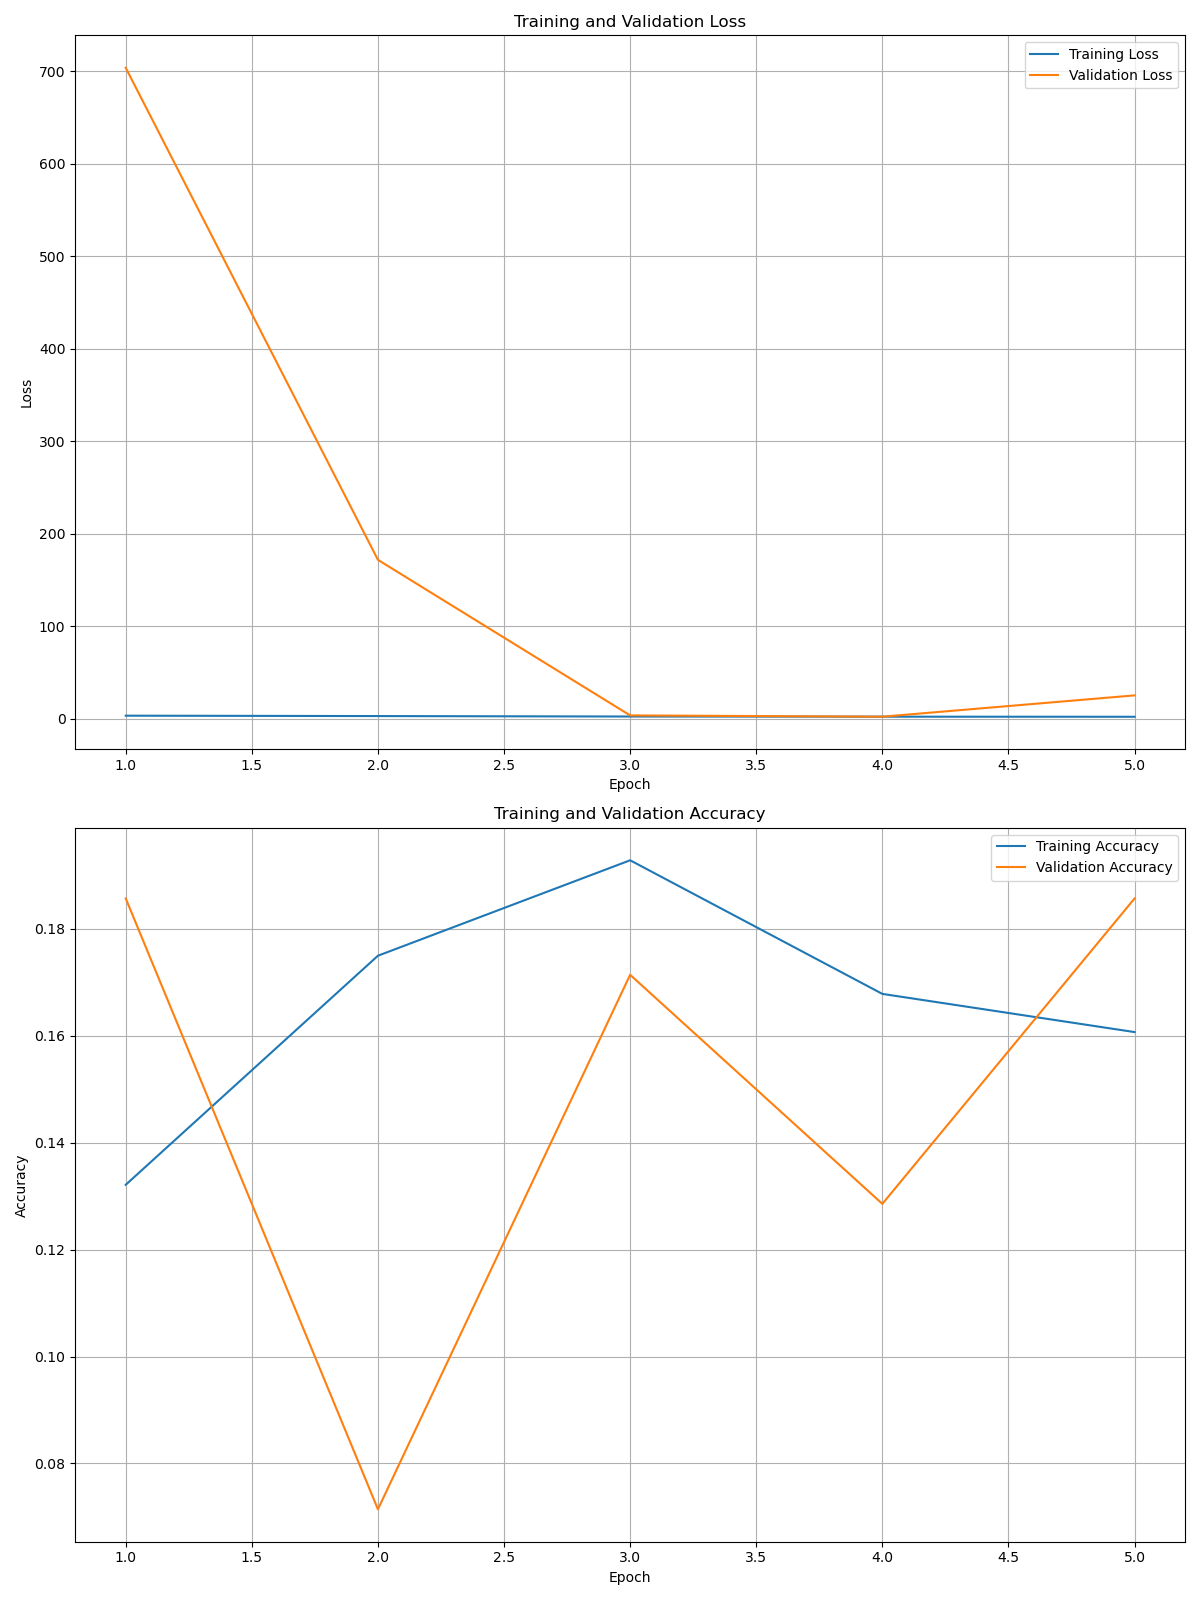 Training and Validation Loss
Training Loss
Validation Loss
700
600
500
400
300
200
100
0
Loss
1.0 1.5 2.0 2.5 3.0 3.5 4.0 4.5 5.0
Epoch
Training and Validation Accuracy
Training Accuracy
Validation Accuracy
0.18
0.16
0.14
0.12
0.10
0.08
Accuracy
1.0 1.5 2.0 2.5 3.0 3.5 4.0 4.5 5.0
Epoch